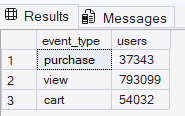 Results Messages
event_type users
1 purchase 37343
2 view 793099
3 cart 54032